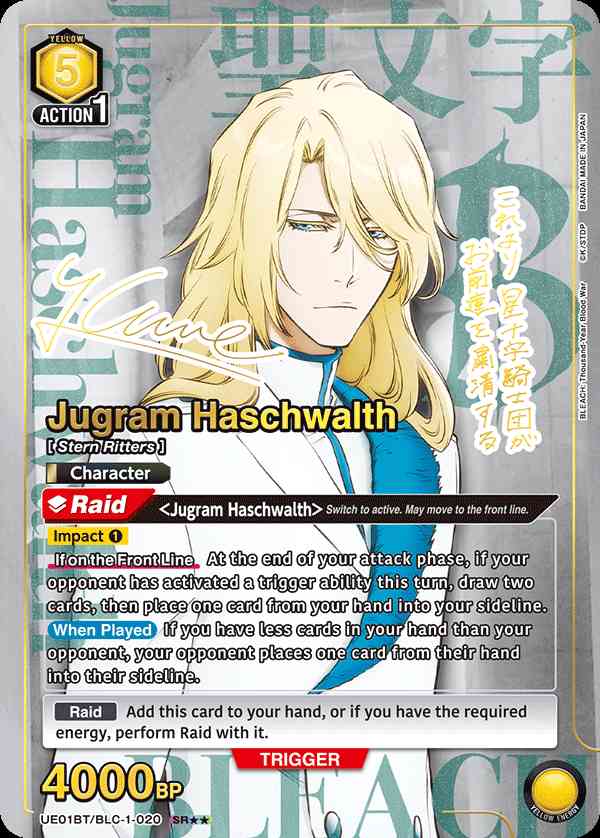 YELLOW
5
ACTION 1
聖文字
B
Jugram
Haschwalth
これより 星十字騎士団が
お前達を粛清する
BANDAI MADE IN JAPAN
©K/STDP
BLEACH: Thousand-Year Blood War
Jugram Haschwalth
[ Stern Ritters ]
Character
Raid <Jugram Haschwalth> Switch to active. May move to the front line.
Impact 1
If on the Front Line At the end of your attack phase, if your
opponent has activated a trigger ability this turn, draw two
cards, then place one card from your hand into your sideline.
When Played If you have less cards in your hand than your
opponent, your opponent places one card from their hand
into their sideline.
Raid Add this card to your hand, or if you have the required
energy, perform Raid with it.
TRIGGER
4000BP
YELLOW ENERGY
UE01BT/BLC-1-020 SR★★
BLEACH